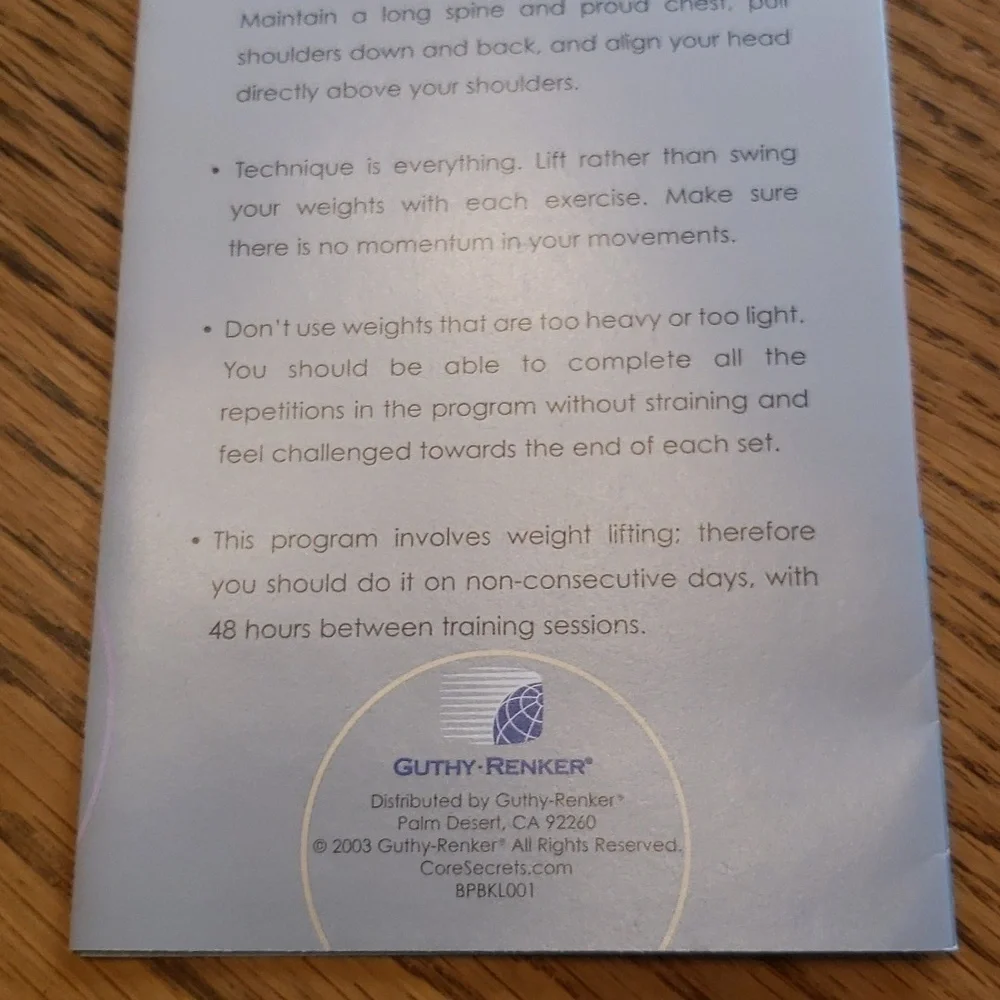 Maintain a long spine and proud chest, pull
shoulders down and back, and align your head
directly above your shoulders.
• Technique is everything. Lift rather than swing
your weights with each exercise. Make sure
there is no momentum in your movements.
• Don't use weights that are too heavy or too light.
You should be able to complete all the
repetitions in the program without straining and
feel challenged towards the end of each set.
• This program involves weight lifting; therefore
you should do it on non-consecutive days, with
48 hours between training sessions.
GUTHY·RENKER®
Distributed by Guthy-Renker®
Palm Desert, CA 92260
© 2003 Guthy-Renker® All Rights Reserved.
CoreSecrets.com
BPBKL001